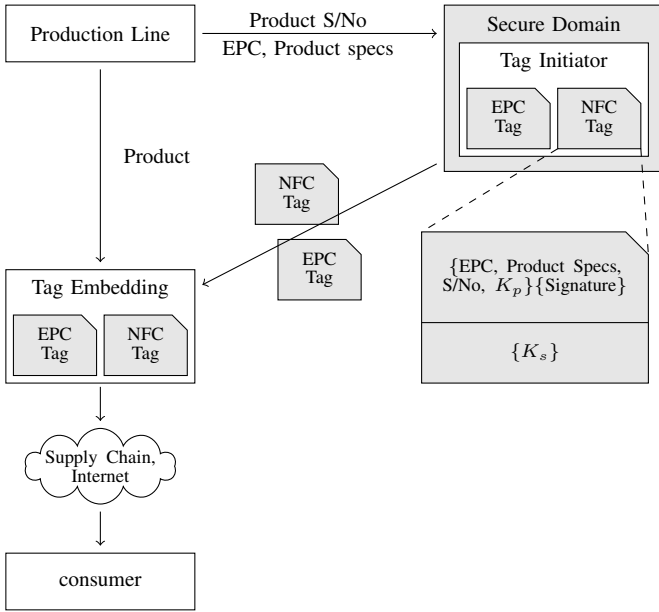 Production Line
Product S/No
EPC, Product specs
Secure Domain
Tag Initiator
EPC
Tag
NFC
Tag
Product
NFC
Tag
EPC
Tag
{EPC, Product Specs,
S/No, K_p}{Signature}
{K_s}
Tag Embedding
EPC
Tag
NFC
Tag
Supply Chain,
Internet
consumer